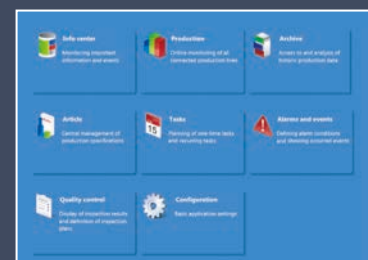 Info center
Monitoring important
information and events
Production
Online monitoring of all
connected production lines
Archive
Access to and analysis of
historic production data
Article
Central management of
production specifications
Tasks
15
Planning of one-time tasks
and recurring tasks
Alarms and events
Defining alarm conditions
and showing occurred events
Quality control
Display of inspection results
and definition of inspection
plans
Configuration
Basic application settings